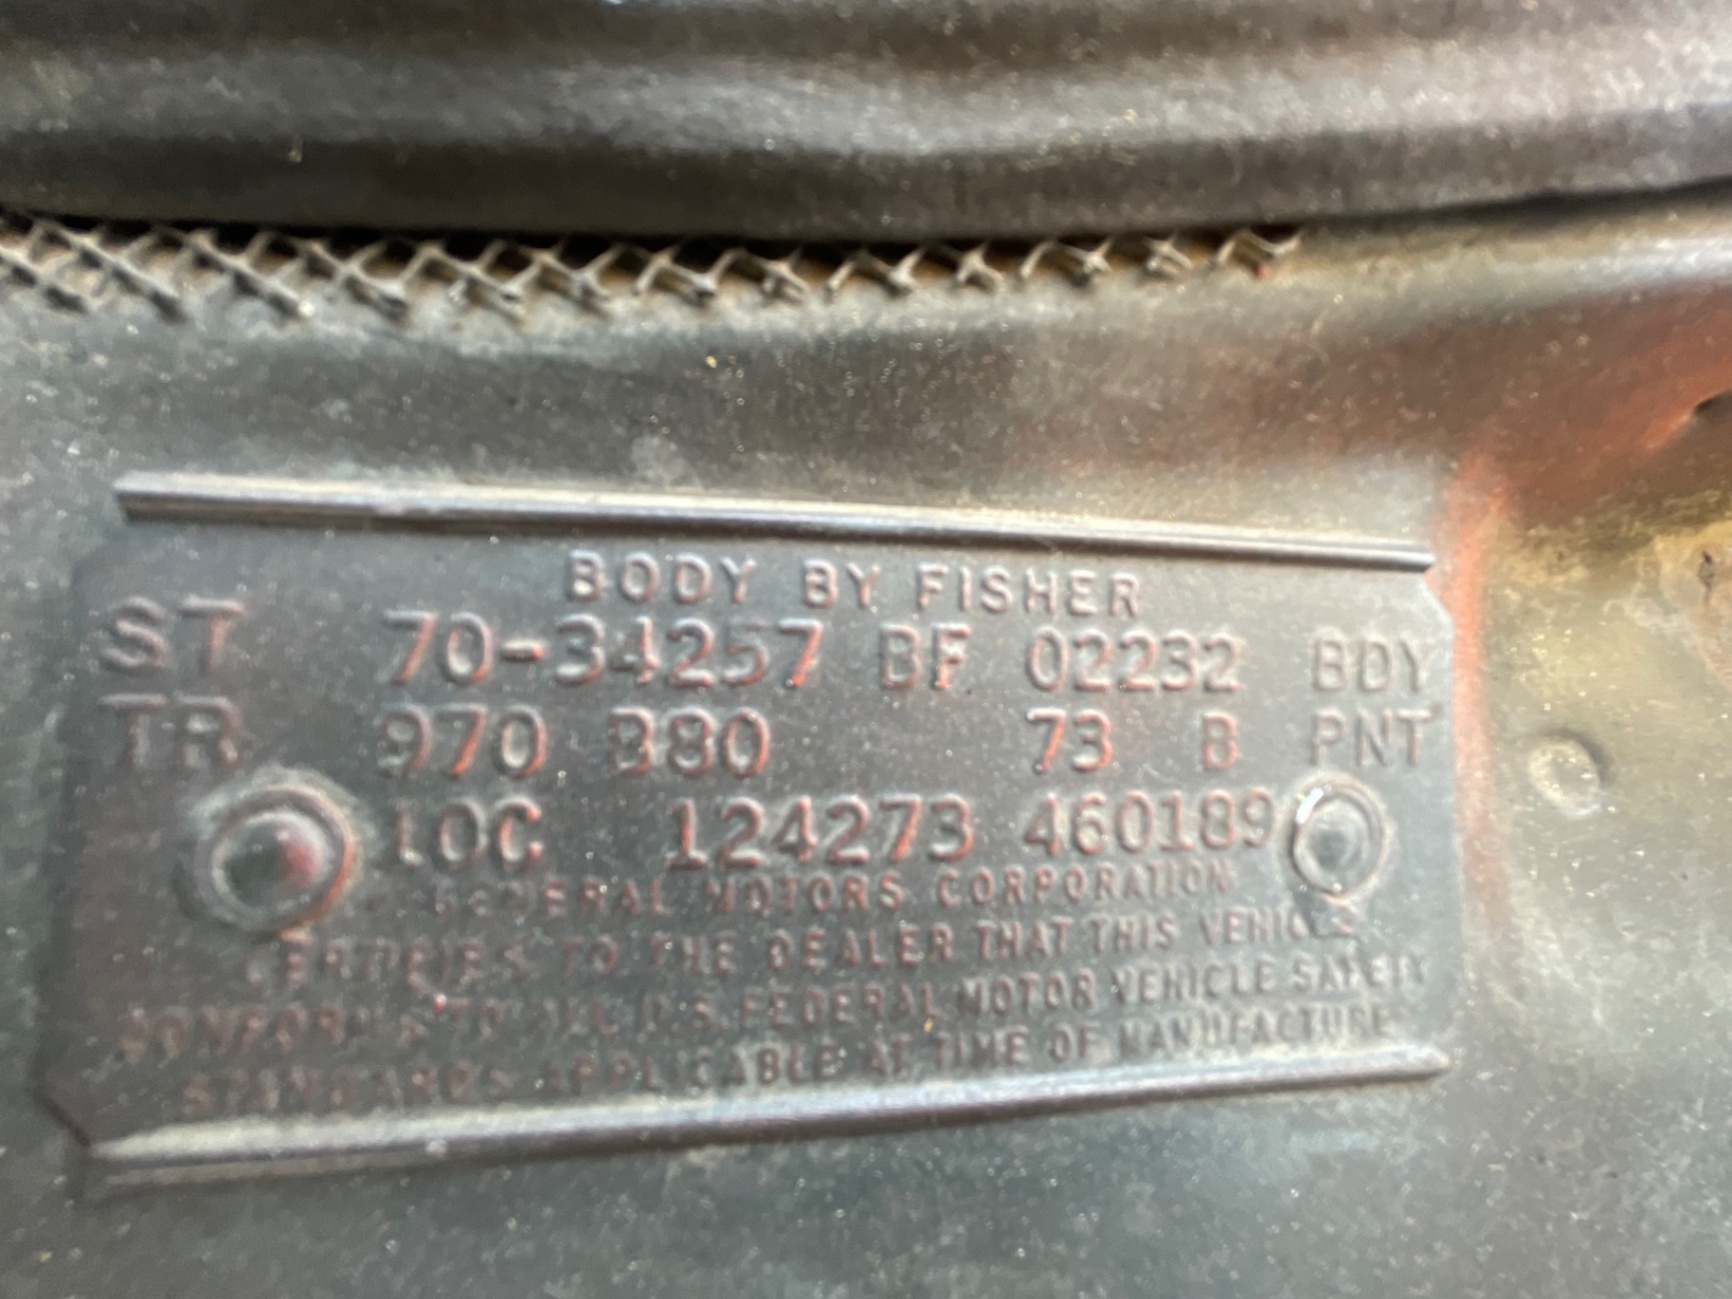 BODY BY FISHER
ST 70-34257 BF 02232 BDY
TR 970 B80 73 B PNT
10C 124273 460189
GENERAL MOTORS CORPORATION
CERTIFIES TO THE DEALER THAT THIS VEHICLE
CONFORMS TO ALL U.S. FEDERAL MOTOR VEHICLE SAFETY
STANDARDS APPLICABLE AT TIME OF MANUFACTURE